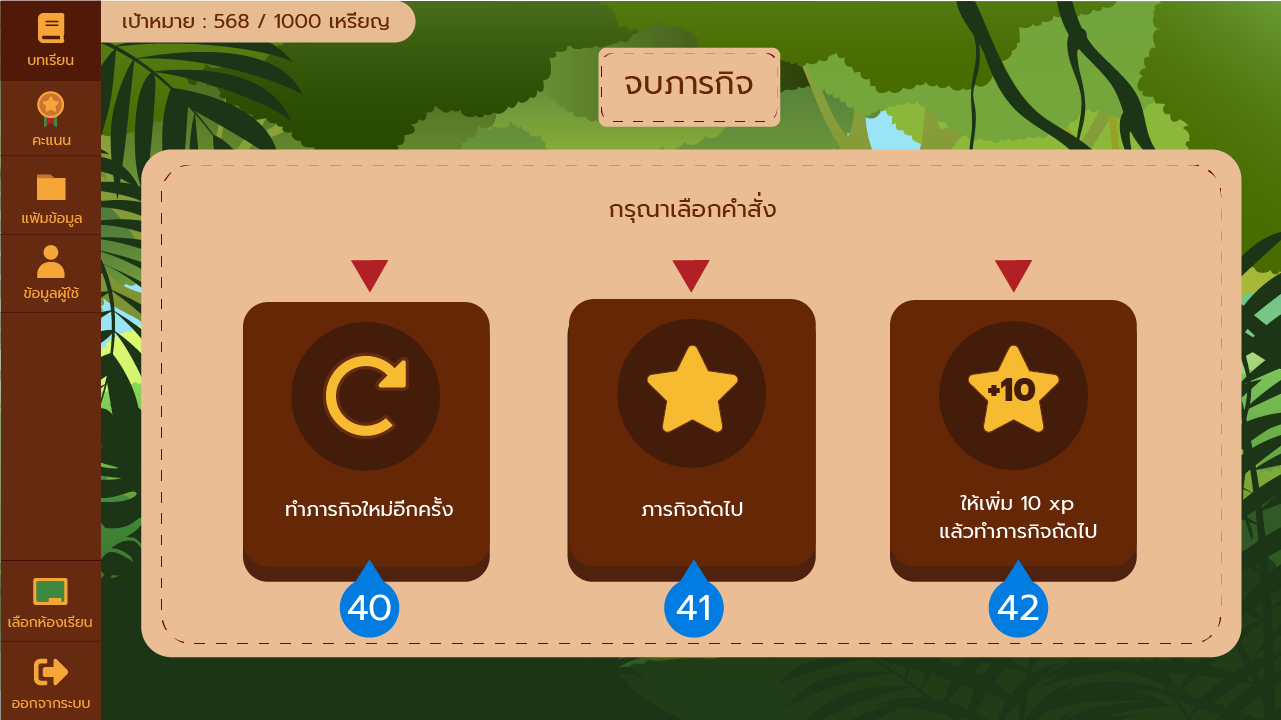 เป้าหมาย : 568 / 1000 เหรียญ
บทเรียน
คะแนน
แฟ้มข้อมูล
ข้อมูลผู้ใช้
เลือกห้องเรียน
ออกจากระบบ
จบภารกิจ
กรุณาเลือกคำสั่ง
ทำภารกิจใหม่อีกครั้ง
40
ภารกิจถัดไป
41
+10
ให้เพิ่ม 10 xp
แล้วทำภารกิจถัดไป
42